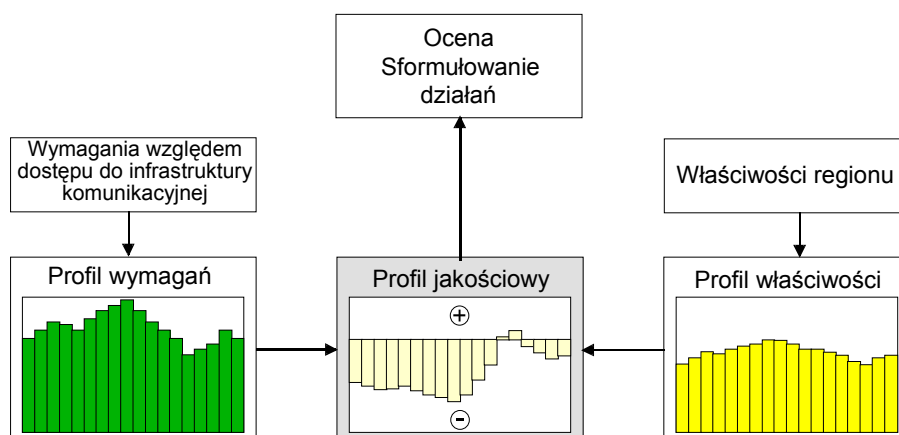 Ocena
Sformułowanie
działań
Wymagania względem
dostępu do infrastruktury
komunikacyjnej
Właściwości regionu
Profil wymagań
Profil jakościowy
Profil właściwości
+
-